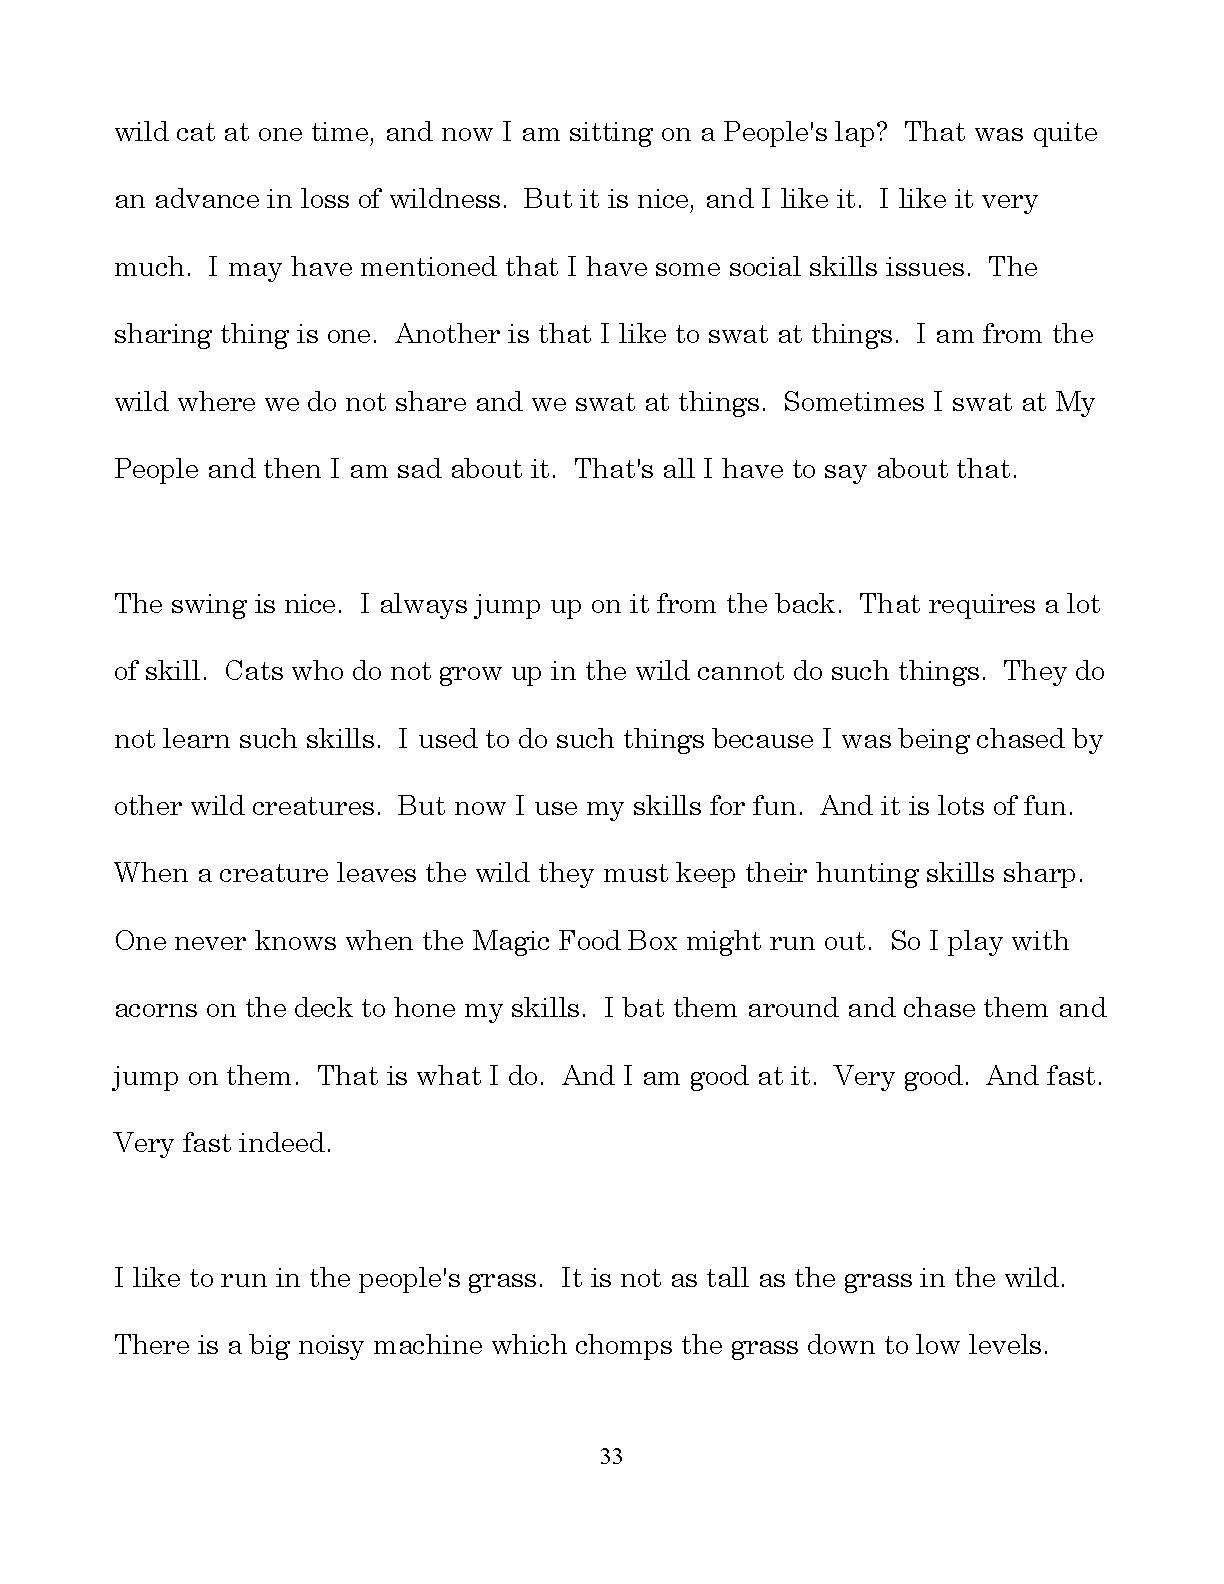 wild cat at one time, and now I am sitting on a People's lap?  That was quite
an advance in loss of wildness.  But it is nice, and I like it.  I like it very
much.  I may have mentioned that I have some social skills issues.  The
sharing thing is one.  Another is that I like to swat at things.  I am from the
wild where we do not share and we swat at things.  Sometimes I swat at My
People and then I am sad about it.  That's all I have to say about that.
The swing is nice.  I always jump up on it from the back.  That requires a lot
of skill.  Cats who do not grow up in the wild cannot do such things.  They do
not learn such skills.  I used to do such things because I was being chased by
other wild creatures.  But now I use my skills for fun.  And it is lots of fun.
When a creature leaves the wild they must keep their hunting skills sharp.
One never knows when the Magic Food Box might run out.  So I play with
acorns on the deck to hone my skills.  I bat them around and chase them and
jump on them.  That is what I do.  And I am good at it.  Very good.  And fast.
Very fast indeed.
I like to run in the people's grass.  It is not as tall as the grass in the wild.
There is a big noisy machine which chomps the grass down to low levels.
33